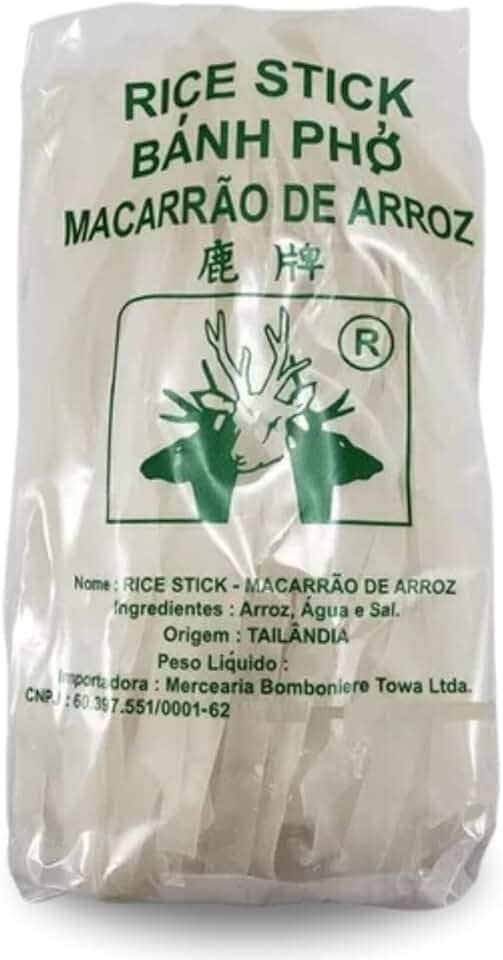 RICE STICK
BÁNH PHỞ
MACARRÃO DE ARROZ
鹿牌
®
Nome : RICE STICK - MACARRÃO DE ARROZ
Ingredientes : Arroz, Água e Sal.
Origem : TAILÂNDIA
Peso Líquido :
Importadora : Mercearia Bomboniere Towa Ltda.
CNPJ : 60.397.551/0001-62